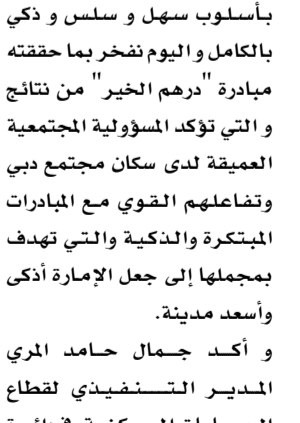 بأسلوب سهل و سلس و ذكي
بالكامل و اليوم نفخر بما حققته
مبادرة "درهم الخير" من نتائج
و التي تؤكد المسؤولية المجتمعية
العميقة لدى سكان مجتمع دبي
وتفاعلهم القوي مع المبادرات
المبتكرة والذكية والتي تهدف
بمجملها إلى جعل الإمارة أذكى
وأسعد مدينة.
و أكد جمال حامد المري
المدير التنفيذي لقطاع